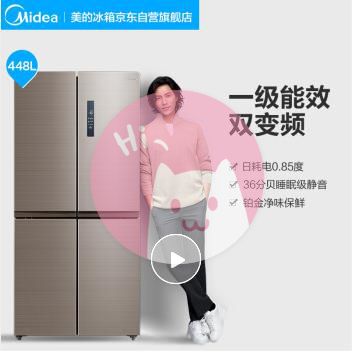 Midea 美的冰箱京东自营旗舰店
448L
Hi~
一级能效
双变频
日耗电0.85度
36分贝睡眠级静音
铂金净味保鲜